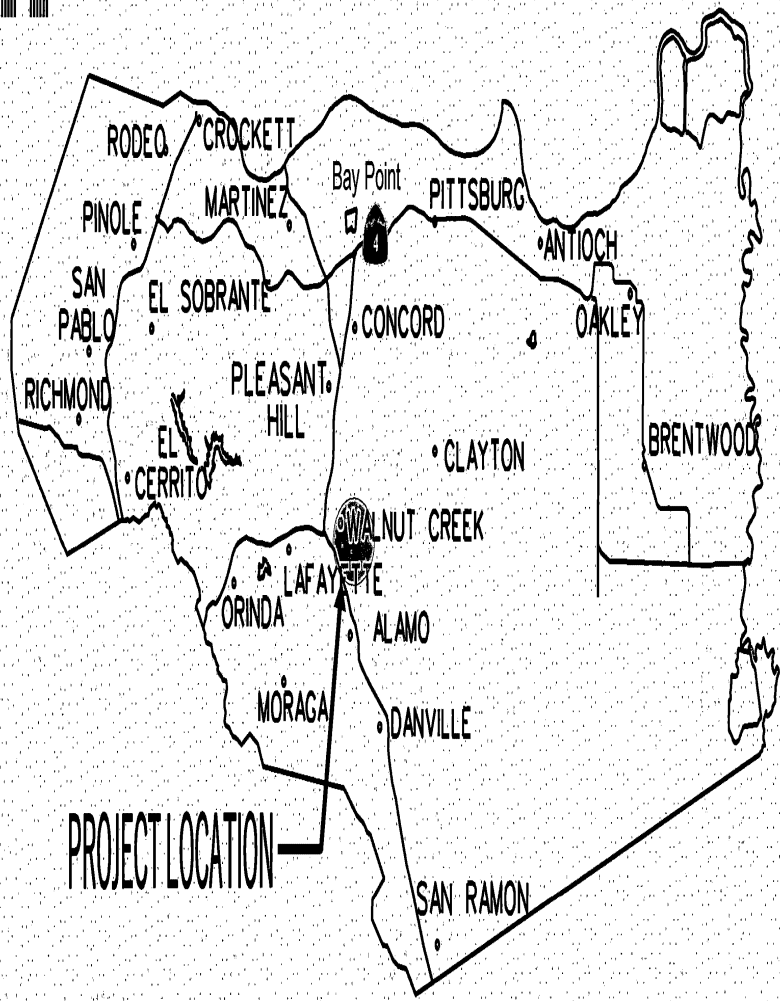 CROCKETT
RODEO
Bay Point
MARTINEZ
PITTSBURG
PINOLE
4
ANTIOCH
SAN
PABLO
EL SOBRANTE
OAKLEY
CONCORD
PLEASANT
HILL
RICHMOND
EL
CERRITO
CLAYTON
BRENTWOOD
WALNUT CREEK
LAFAYETTE
ORINDA
ALAMO
MORAGA
DANVILLE
PROJECT LOCATION
SAN RAMON